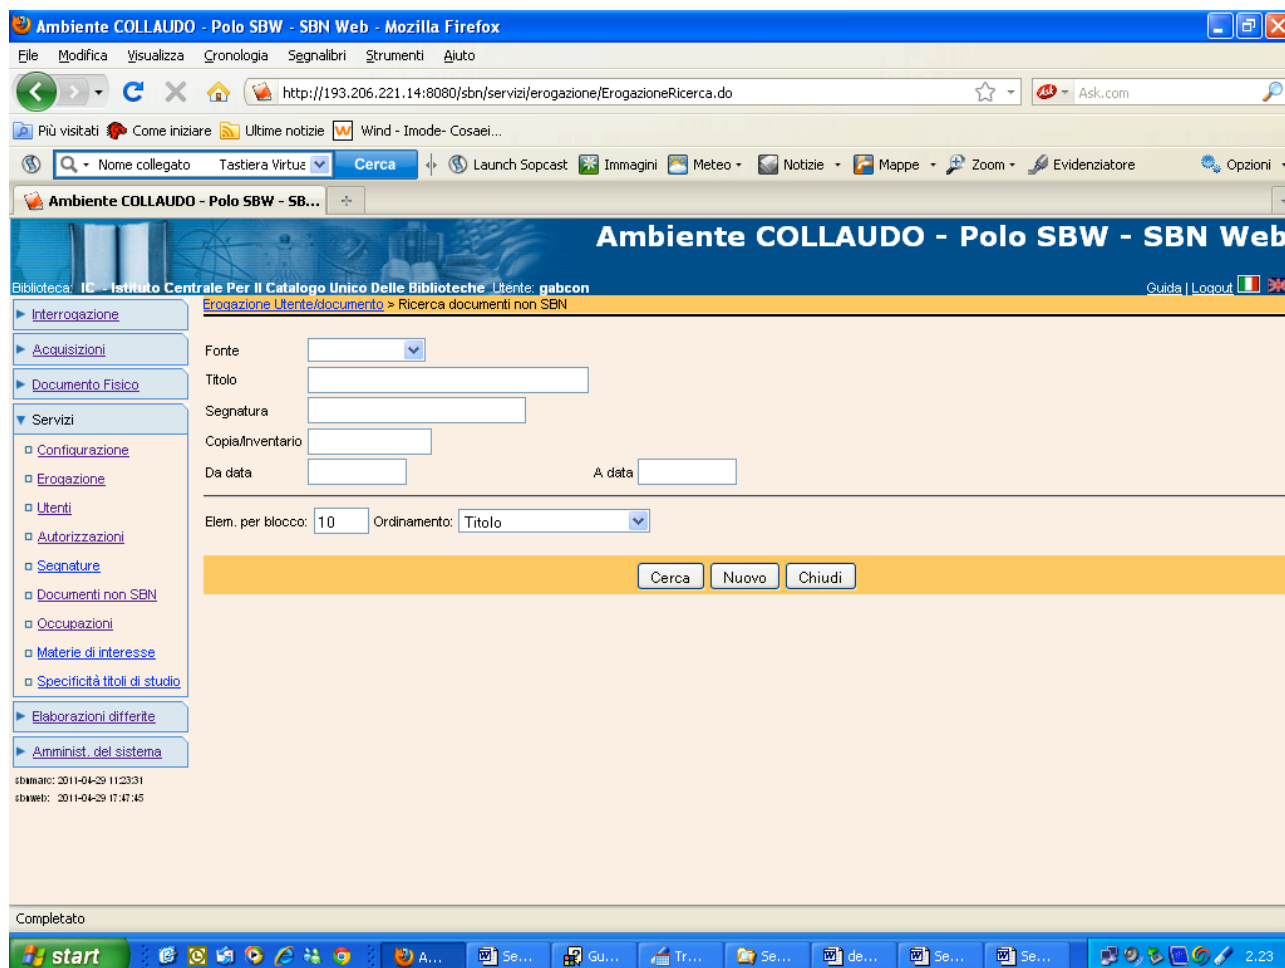 Ambiente COLLAUDO - Polo SBW - SBN Web - Mozilla Firefox
File Modifica Visualizza Cronologia Segnalibri Strumenti Aiuto
http://193.206.221.14:8080/sbn/servizi/erogazione/ErogazioneRicerca.do Ask.com
Più visitati Come iniziare Ultime notizie Wind - Imode- Cosaei...
Nome collegato Tastiera Virtua Cerca Launch Sopcast Immagini Meteo Notizie Mappe Zoom Evidenziatore Opzioni
Ambiente COLLAUDO - Polo SBW - SB...
Ambiente COLLAUDO - Polo SBW - SBN Web
Biblioteca: IC - Istituto Centrale Per Il Catalogo Unico Delle Biblioteche Utente: gabcon Guida | Logout
Erogazione Utente/documento > Ricerca documenti non SBN
Interrogazione
Acquisizioni
Documento Fisico
Servizi
Configurazione
Erogazione
Utenti
Autorizzazioni
Segnature
Documenti non SBN
Occupazioni
Materie di interesse
Specificità titoli di studio
Elaborazioni differite
Amminist. del sistema
sbnmarc: 2011-04-29 11:23:31
sbnweb: 2011-04-29 17:47:45
Fonte
Titolo
Segnatura
Copia/Inventario
Da data A data
Elem. per blocco: 10 Ordinamento: Titolo
Cerca Nuovo Chiudi
Completato
start A... Se... Gu... Tr... Se... de... Se... Se... 2.23